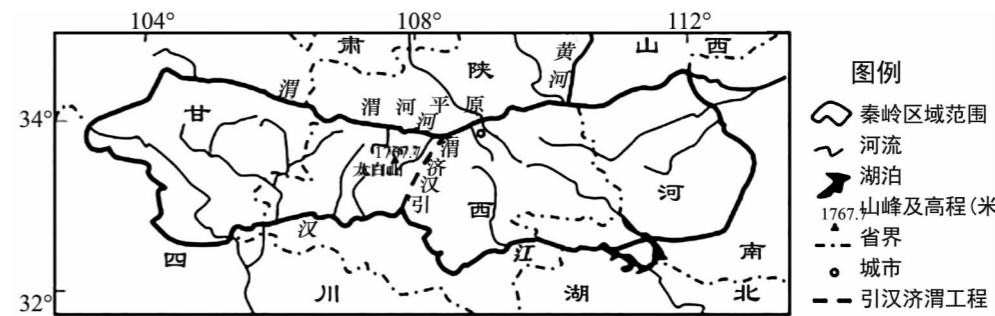 104°
108°
112°
34°
32°
肃
陕
黄
河
山西
甘
渭
渭河平原
河
1767.7
太白山
渭
济
汉
引
西
河
汉
江
四
川
湖
北
南
图例
秦岭区域范围
河流
湖泊
1767.7
山峰及高程(米
省界
城市
引汉济渭工程